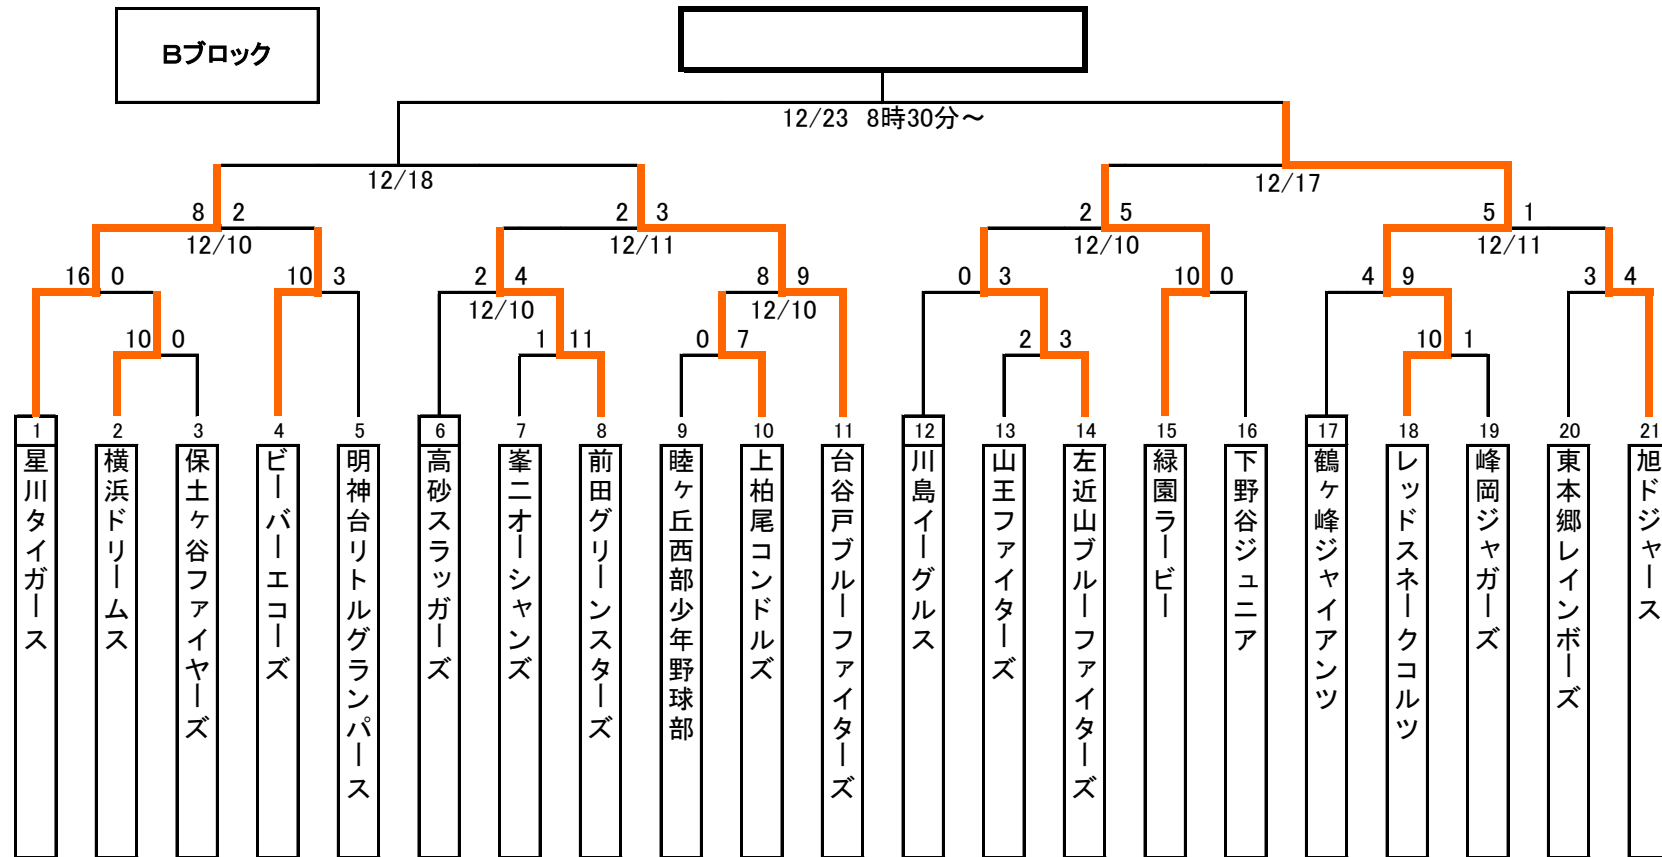 Bブロック
12/23 8時30分～
12/18
12/17
8 2
2 3
2 5
5 1
12/10
12/11
12/10
12/11
16 0
10 3
2 4
8 9
0 3
10 0
4 9
3 4
12/10
12/10
10 0
1 11
0 7
2 3
10 1
1 2 3 4 5 6 7 8 9 10 11 12 13 14 15 16 17 18 19 20 21
星川タイガース
横浜ドリームス
保土ヶ谷ファイヤーズ
ビーバーエコーズ
明神台リトルグランパース
高砂スラッガーズ
峯二オーシャンズ
前田グリーンスターズ
睦ヶ丘西部少年野球部
上柏尾コンドルズ
台谷戸ブルーファイターズ
川島イーグルス
山王ファイターズ
左近山ブルーファイターズ
緑園ラービー
下野谷ジュニア
鶴ヶ峰ジャイアンツ
レッドスネークコルツ
峰岡ジャガーズ
東本郷レインボーズ
旭ドジャース